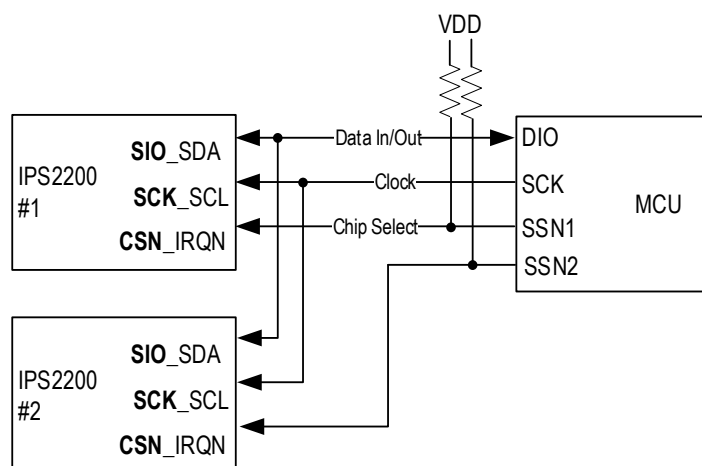 VDD
SIO_SDA
Data In/Out
DIO
IPS2200
#1
SCK_SCL
Clock
SCK
MCU
CSN_IRQN
Chip Select
SSN1
SSN2
SIO_SDA
IPS2200
#2
SCK_SCL
CSN_IRQN